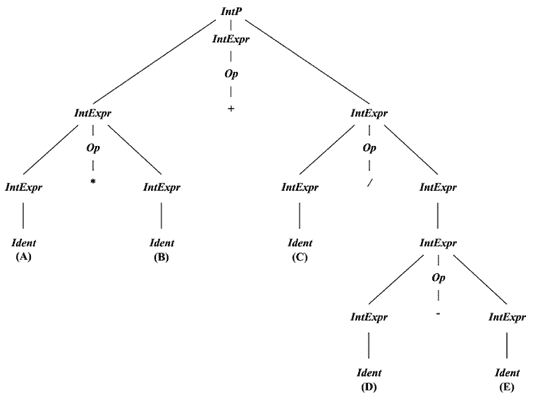 IntP
IntExpr
Op
+
IntExpr
IntExpr
Op
Op
*
/
IntExpr
IntExpr
IntExpr
IntExpr
Ident
(A)
Ident
(B)
Ident
(C)
IntExpr
Op
-
IntExpr
IntExpr
Ident
(D)
Ident
(E)